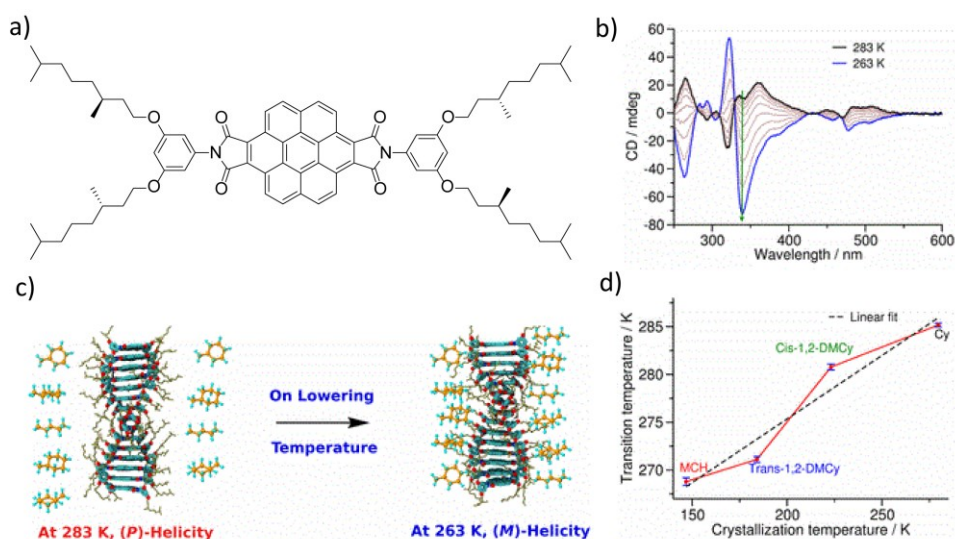 a)
O
O
O
O
N
N
O
O
O
O
b)
CD / mdeg
60
40
20
0
-20
-40
-60
-80
283 K
263 K
300
400
500
600
Wavelength / nm
c)
On Lowering
Temperature
At 283 K, (P)-Helicity
At 263 K, (M)-Helicity
d)
Transition temperature / K
285
280
275
270
Linear fit
Cy
Cis-1,2-DMCy
MCH
Trans-1,2-DMCy
150
200
250
Crystallization temperature / K